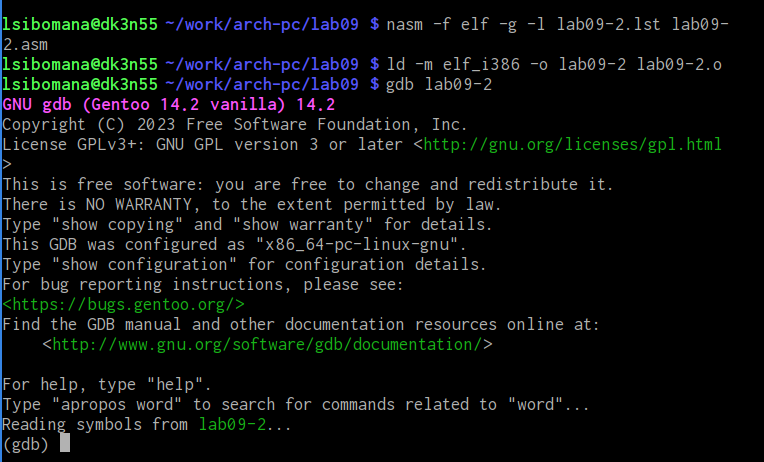 lsibomana@dk3n55 ~/work/arch-pc/lab09 $ nasm -f elf -g -l lab09-2.lst lab09-
2.asm
lsibomana@dk3n55 ~/work/arch-pc/lab09 $ ld -m elf_i386 -o lab09-2 lab09-2.o
lsibomana@dk3n55 ~/work/arch-pc/lab09 $ gdb lab09-2
GNU gdb (Gentoo 14.2 vanilla) 14.2
Copyright (C) 2023 Free Software Foundation, Inc.
License GPLv3+: GNU GPL version 3 or later <http://gnu.org/licenses/gpl.html
>
This is free software: you are free to change and redistribute it.
There is NO WARRANTY, to the extent permitted by law.
Type "show copying" and "show warranty" for details.
This GDB was configured as "x86_64-pc-linux-gnu".
Type "show configuration" for configuration details.
For bug reporting instructions, please see:
<https://bugs.gentoo.org/>
Find the GDB manual and other documentation resources online at:
    <http://www.gnu.org/software/gdb/documentation/>

For help, type "help".
Type "apropos word" to search for commands related to "word"...
Reading symbols from lab09-2...
(gdb)